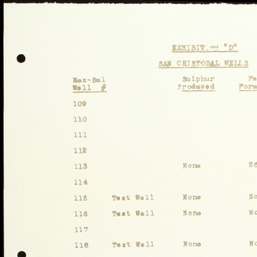 EXHIBIT - "D"
SAN CRISTOBAL WELLS
Mex-Bal Sulphur
Well # Produced
109
110
111
112
113 None
114
115 Test Well None
116 Test Well None
117
118 Test Well None